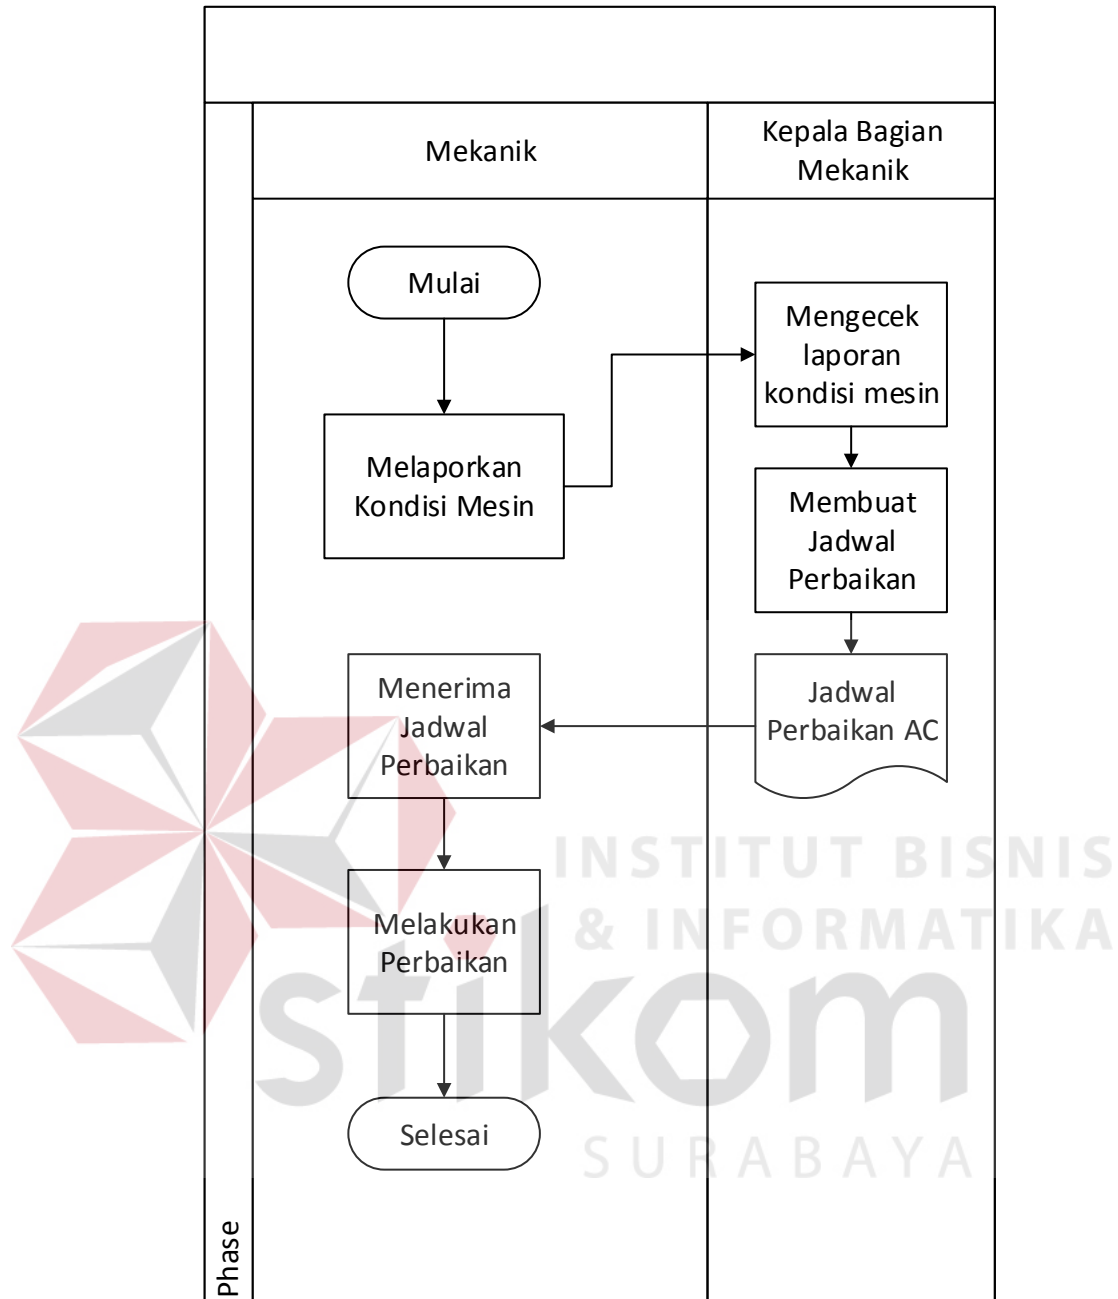 Mekanik
Kepala Bagian
Mekanik
Mulai
Melaporkan
Kondisi Mesin
Mengecek
laporan
kondisi mesin
Membuat
Jadwal
Perbaikan
Jadwal
Perbaikan AC
Menerima
Jadwal
Perbaikan
Melakukan
Perbaikan
Selesai
Phase
INSTITUT BISNIS
& INFORMATIKA
stikom
SURABAYA